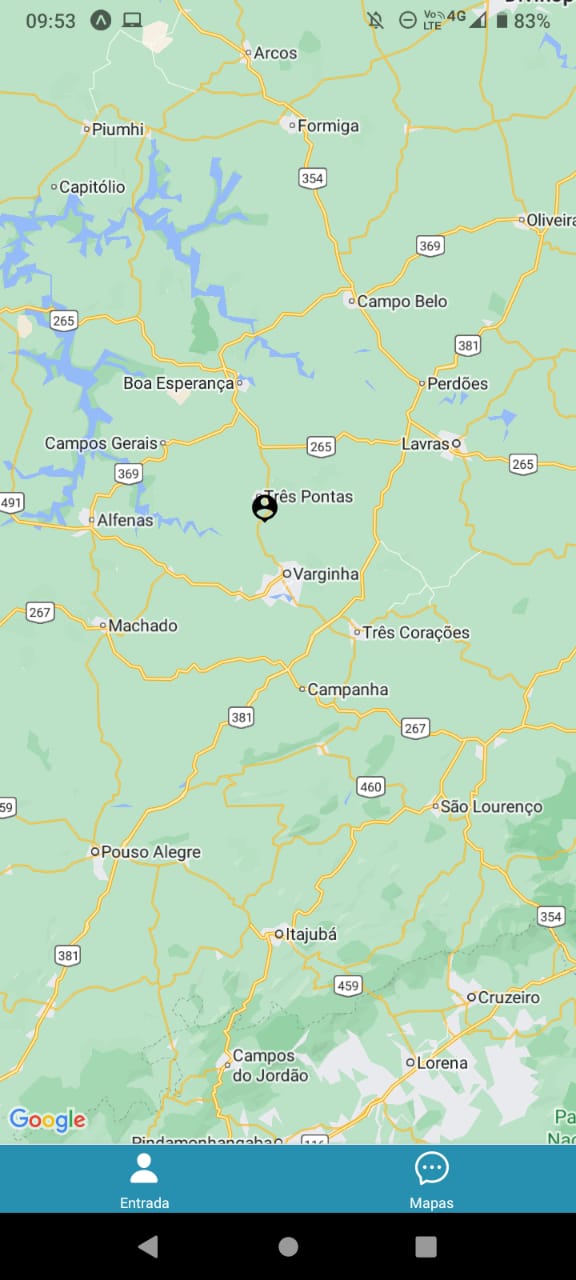 09:53
Vo
LTE
4G
83%
Arcos
Piumhi
Formiga
354
Capitólio
Oliveira
369
Campo Belo
265
381
Boa Esperança
Perdões
Campos Gerais
265
Lavras
369
265
491
Três Pontas
Alfenas
Varginha
267
Machado
Três Corações
Campanha
381
267
460
59
São Lourenço
Pouso Alegre
354
Itajubá
381
459
Cruzeiro
Campos
do Jordão
Lorena
Google
Pa
Nac
Pindamonhangaba
116
Entrada
Mapas